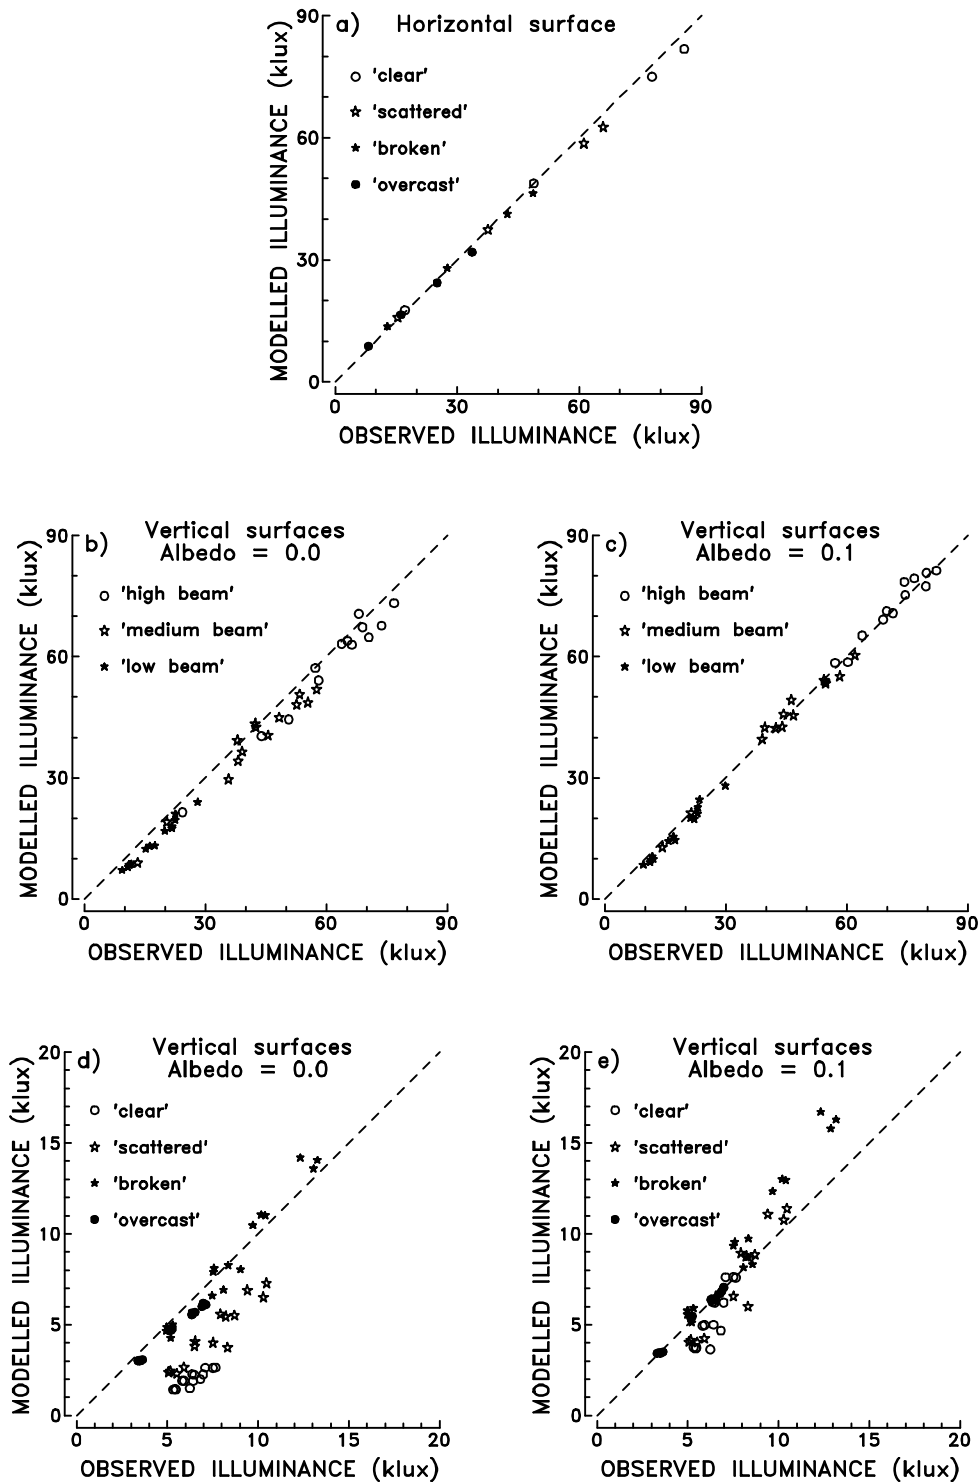 a) Horizontal surface
'clear'
'scattered'
'broken'
'overcast'
90
60
30
0
MODELLED ILLUMINANCE (klux)
0 30 60 90
OBSERVED ILLUMINANCE (klux)
b) Vertical surfaces
Albedo = 0.0
'high beam'
'medium beam'
'low beam'
90
60
30
0
MODELLED ILLUMINANCE (klux)
0 30 60 90
OBSERVED ILLUMINANCE (klux)
c) Vertical surfaces
Albedo = 0.1
'high beam'
'medium beam'
'low beam'
90
60
30
0
MODELLED ILLUMINANCE (klux)
0 30 60 90
OBSERVED ILLUMINANCE (klux)
d) Vertical surfaces
Albedo = 0.0
'clear'
'scattered'
'broken'
'overcast'
20
15
10
5
0
MODELLED ILLUMINANCE (klux)
0 5 10 15 20
OBSERVED ILLUMINANCE (klux)
e) Vertical surfaces
Albedo = 0.1
'clear'
'scattered'
'broken'
'overcast'
20
15
10
5
0
MODELLED ILLUMINANCE (klux)
0 5 10 15 20
OBSERVED ILLUMINANCE (klux)